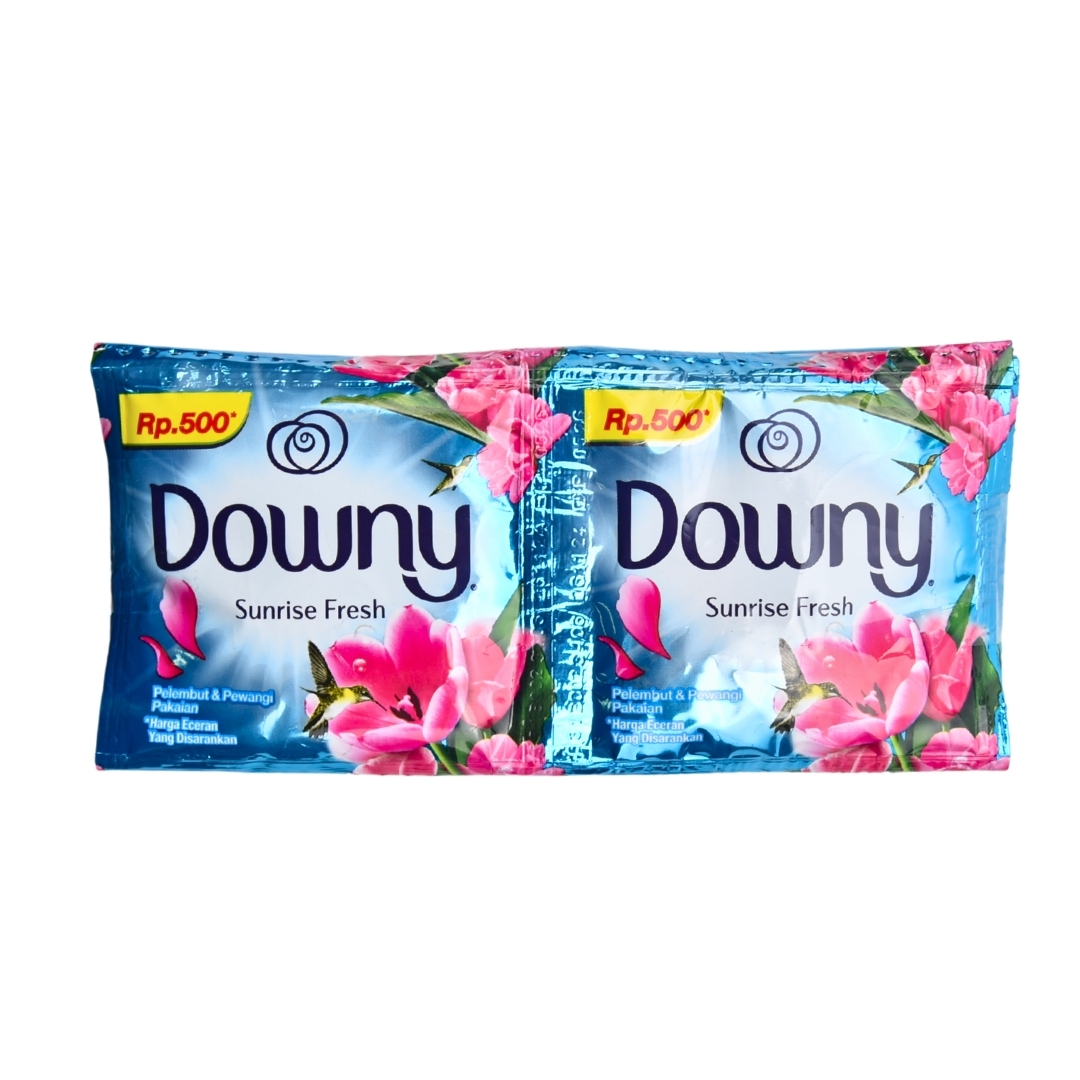 Rp.500*
Downy
Sunrise Fresh
Pelembut & Pewangi
Pakaian
*Harga Eceran
Yang Disarankan
Rp.500*
Downy
Sunrise Fresh
Pelembut & Pewangi
Pakaian
*Harga Eceran
Yang Disarankan